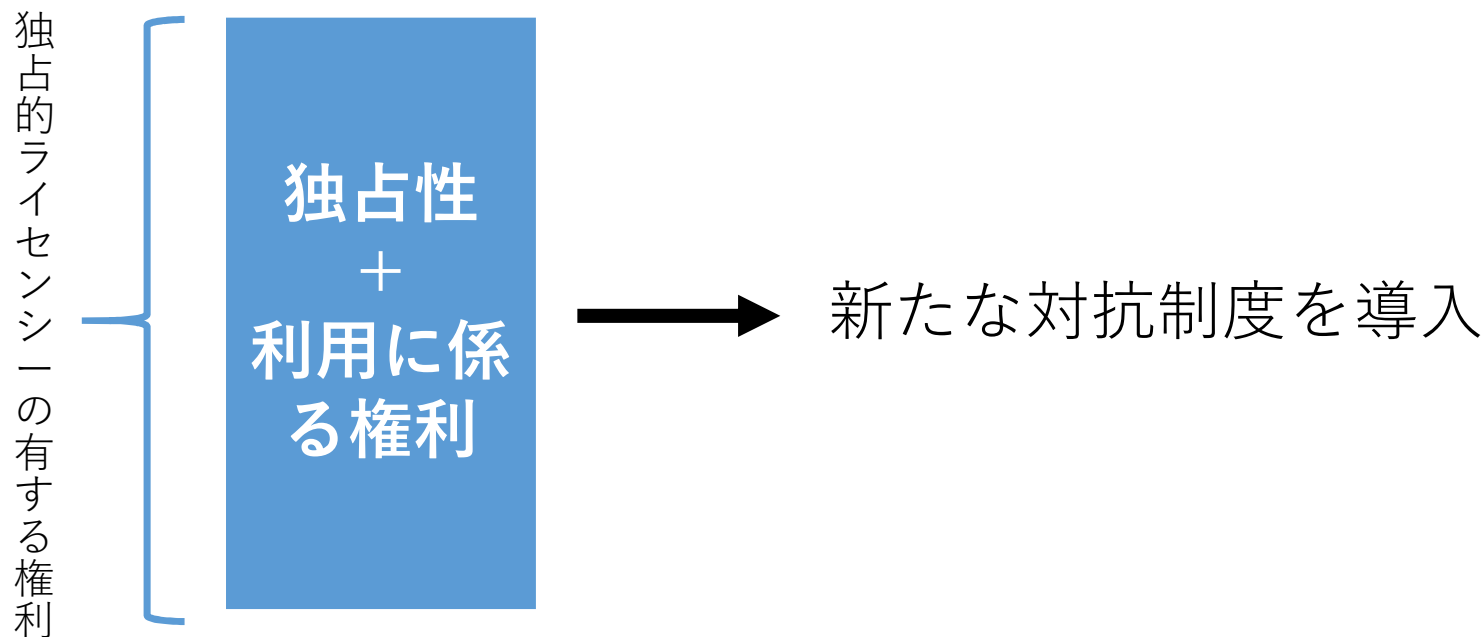 独占的ライセンシーの有する権利
独占性
＋
利用に係
る権利
新たな対抗制度を導入